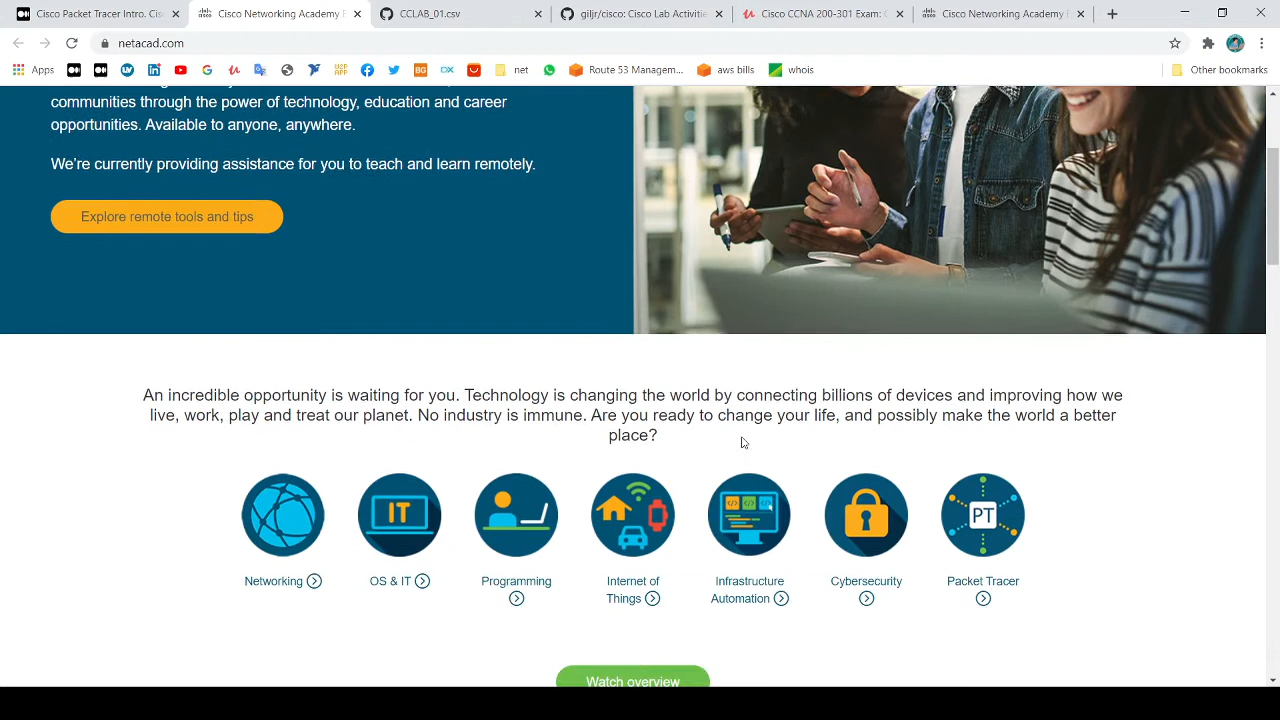 Cisco Packet Tracer Intro. Cis
Cisco Networking Academy B
CCLAB_01.csv
giljr/cisco: Cisco Lab Activitie
Cisco CCNA 200-301 Exam: C
Cisco Networking Academy B
netacad.com
Apps
net
Route 53 Managem...
aws bills
whois
Other bookmarks
communities through the power of technology, education and career
opportunities. Available to anyone, anywhere.
We're currently providing assistance for you to teach and learn remotely.
Explore remote tools and tips
An incredible opportunity is waiting for you. Technology is changing the world by connecting billions of devices and improving how we
live, work, play and treat our planet. No industry is immune. Are you ready to change your life, and possibly make the world a better
place?
IT
PT
Networking
OS & IT
Programming
Internet of
Things
Infrastructure
Automation
Cybersecurity
Packet Tracer
Watch overview